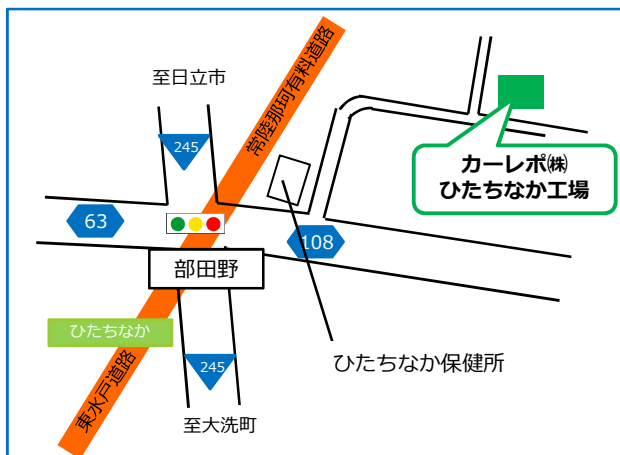 至日立市
常陸那珂有料道路
245
カーレポ㈱
ひたちなか工場
63
108
部田野
ひたちなか
ひたちなか保健所
245
東水戸道路
至大洗町